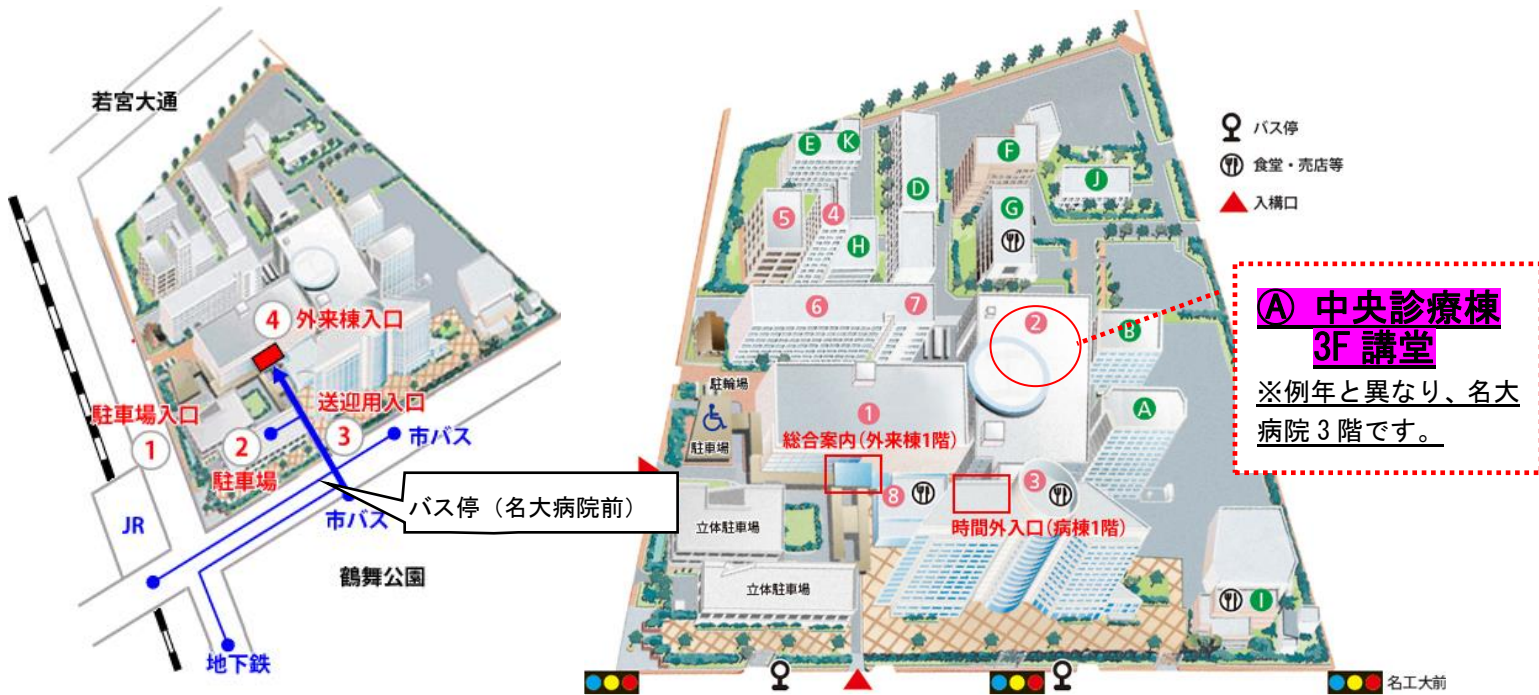 若宮大通
④ 外来棟入口
駐車場入口
①
送迎用入口
②
③
駐車場
市バス
市バス
バス停（名大病院前）
JR
鶴舞公園
地下鉄
E
K
D
F
J
G
5
4
H
6
7
2
B
A
駐輪場
駐車場
1
総合案内(外来棟1階)
8
3
時間外入口(病棟1階)
立体駐車場
立体駐車場
I
名工大前
バス停
食堂・売店等
入構口
Ⓐ 中央診療棟
3F 講堂
※例年と異なり、名大
病院 3 階です。